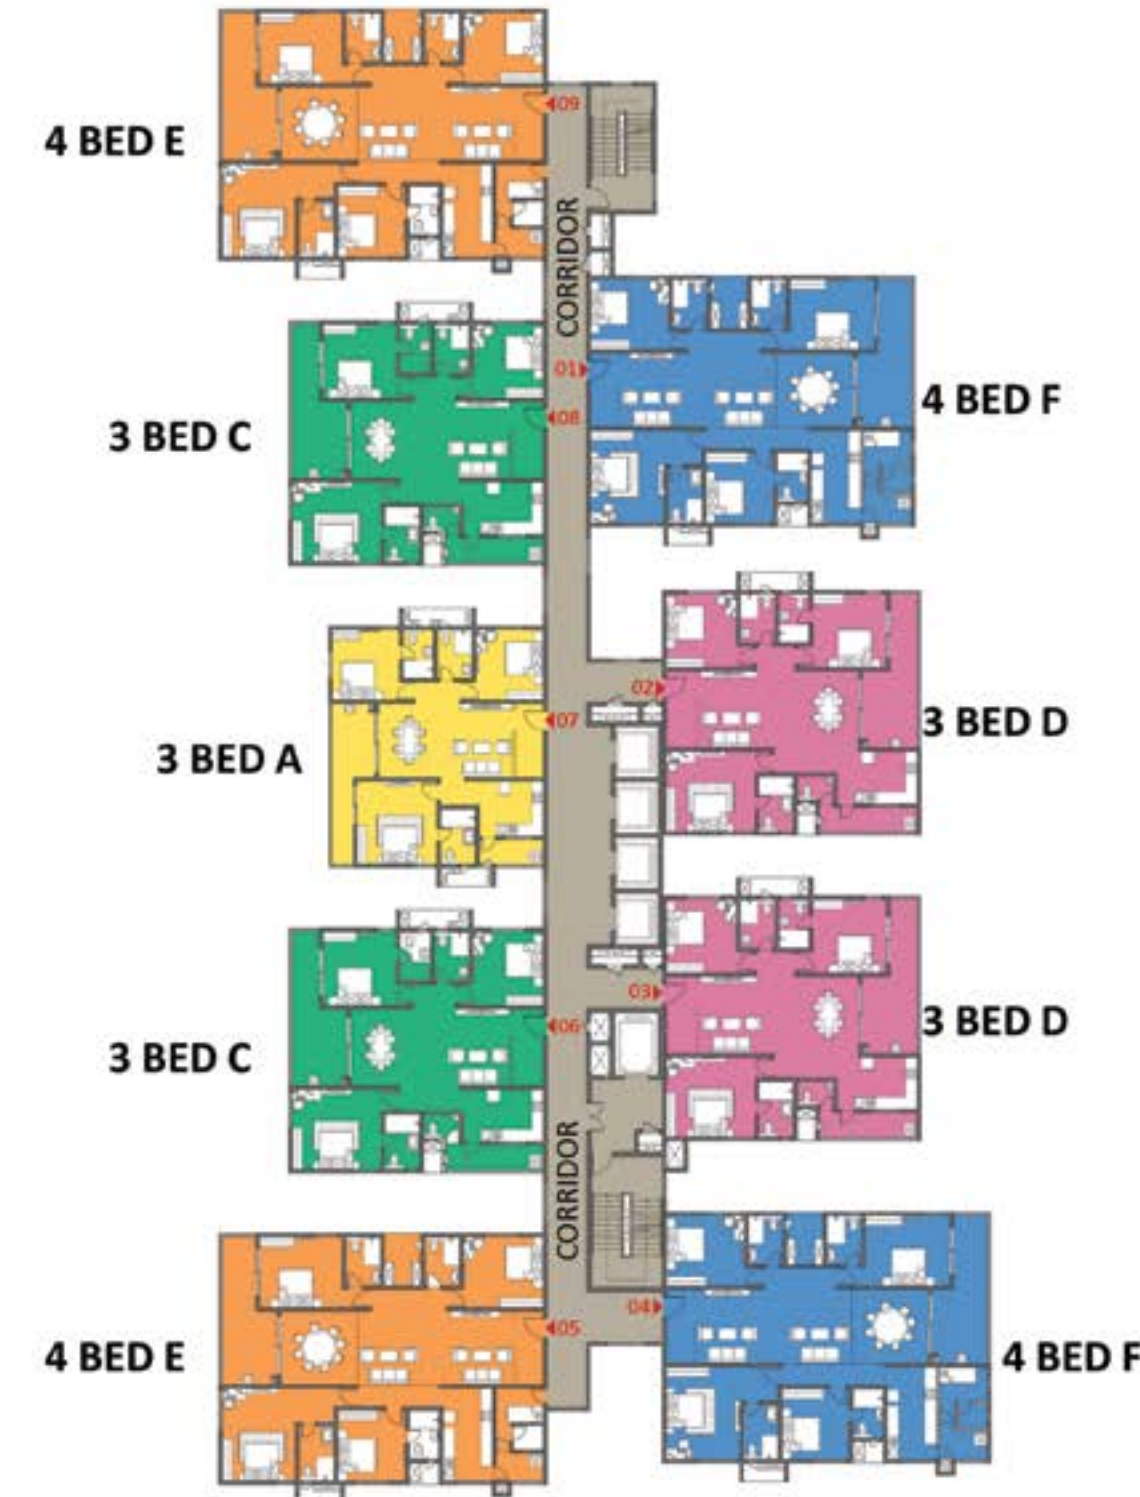 09
4 BED E
CORRIDOR
01
4 BED F
08
3 BED C
02
3 BED D
07
3 BED A
03
3 BED D
06
3 BED C
CORRIDOR
04
05
4 BED E
4 BED F